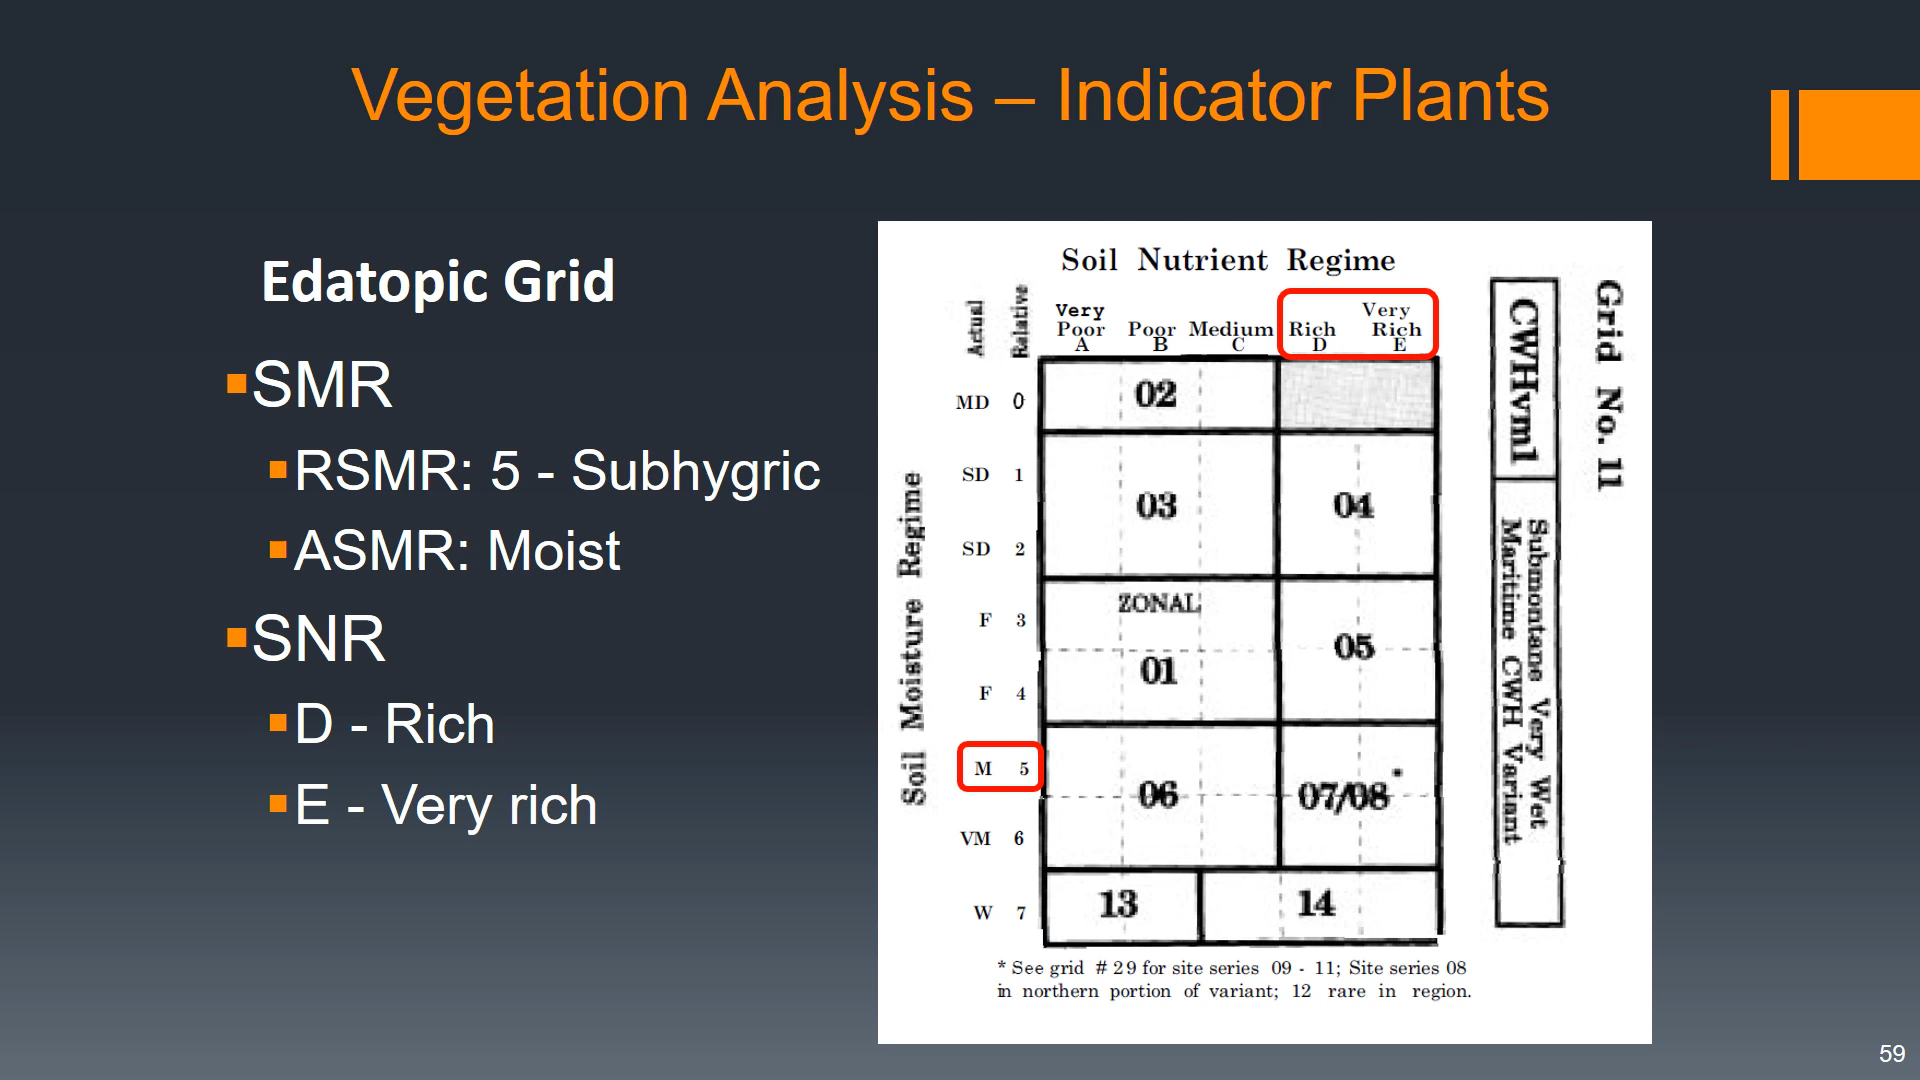 Vegetation Analysis – Indicator Plants
Edatopic Grid
SMR
RSMR: 5 - Subhygric
ASMR: Moist
SNR
D - Rich
E - Very rich
Soil Nutrient Regime
Actual
Relative
Very Poor A
Poor B
Medium C
Rich D
Very Rich E
Soil Moisture Regime
MD 0
SD 1
SD 2
F 3
F 4
M 5
VM 6
W 7
02
03
04
ZONAL
01
05
06
07/08*
13
14
* See grid # 29 for site series 09 - 11; Site series 08
in northern portion of variant; 12 rare in region.
CWHvm1
Submontane Very Wet
Maritime CWH Variant
Grid No. 11
59